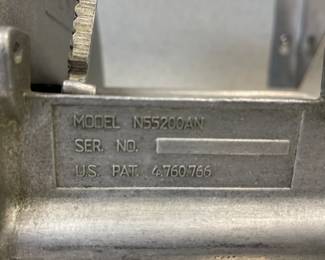 MODEL N55200AN
SER. NO.
U.S. PAT. 4,760,766